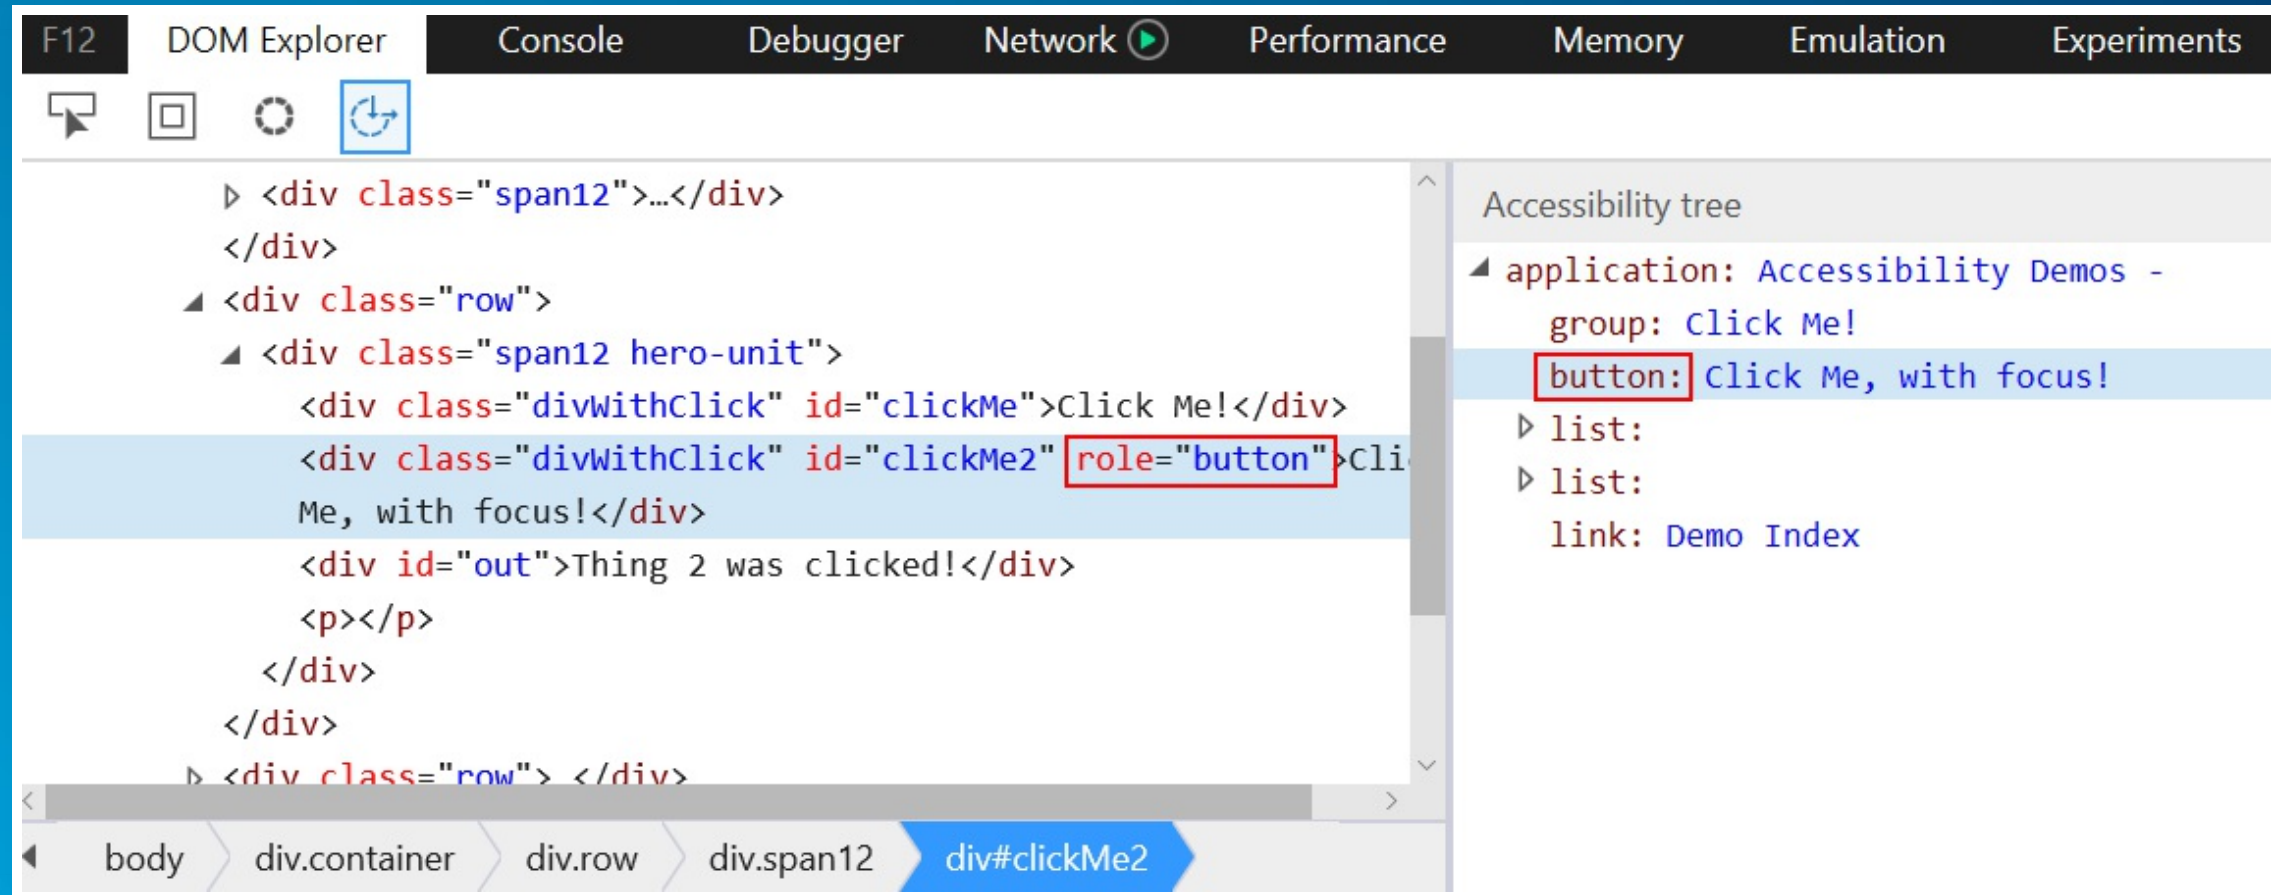 F12 DOM Explorer Console Debugger Network Performance Memory Emulation Experiments
<div class="span12">…</div>
</div>
<div class="row">
<div class="span12 hero-unit">
<div class="divWithClick" id="clickMe">Click Me!</div>
<div class="divWithClick" id="clickMe2" role="button">Cli
Me, with focus!</div>
<div id="out">Thing 2 was clicked!</div>
<p></p>
</div>
</div>
<div class="row"> </div>
body div.container div.row div.span12 div#clickMe2
Accessibility tree
application: Accessibility Demos -
group: Click Me!
button: Click Me, with focus!
list:
list:
link: Demo Index